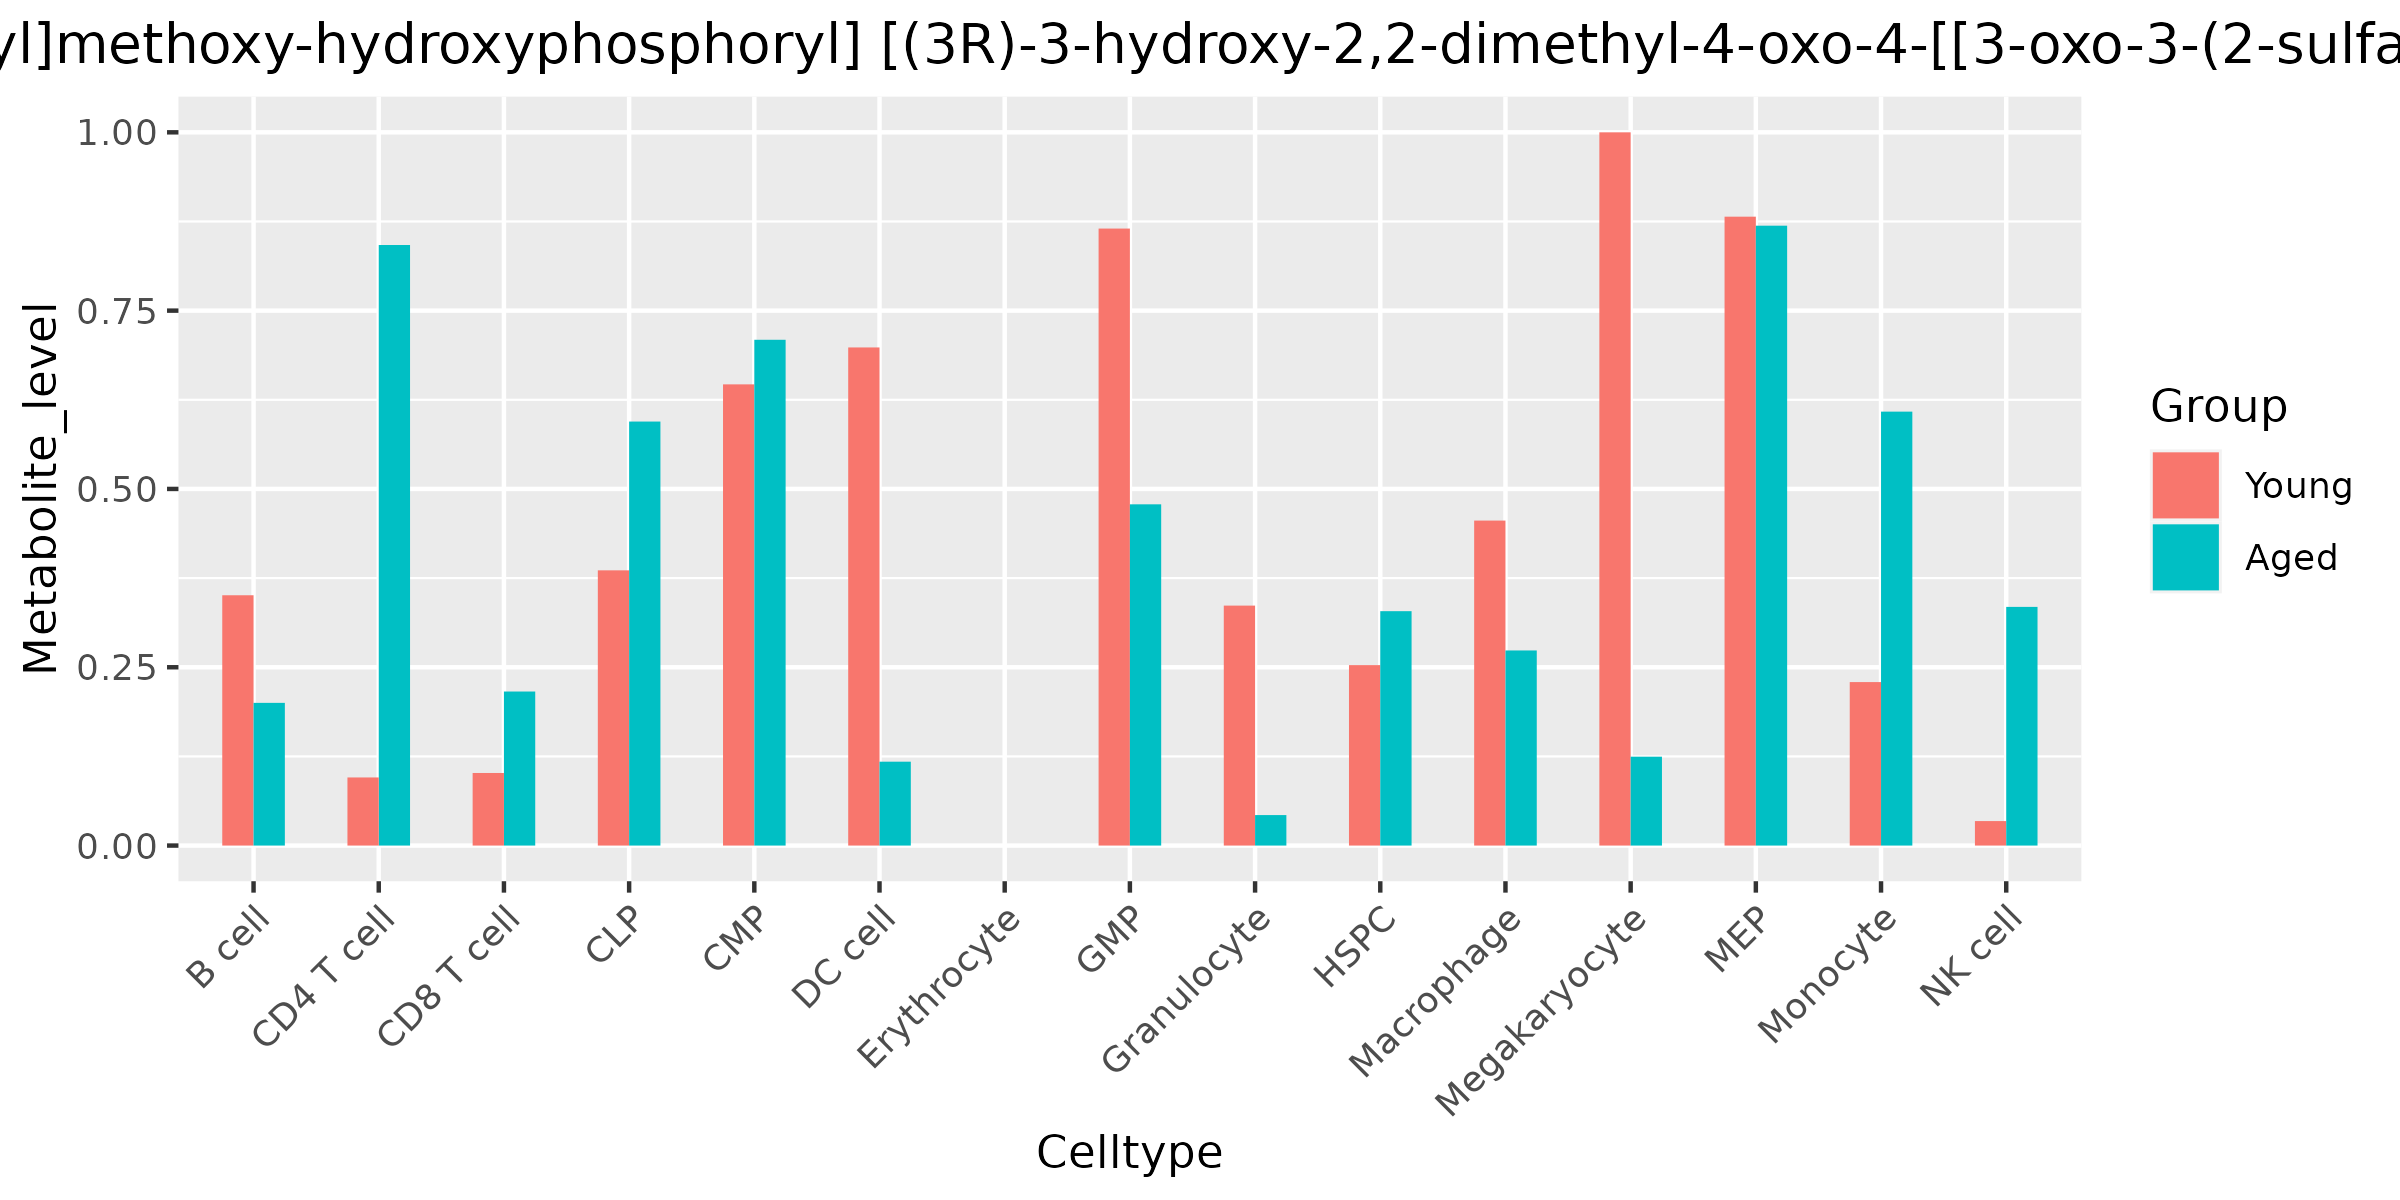 yl]methoxy-hydroxyphosphoryl] [(3R)-3-hydroxy-2,2-dimethyl-4-oxo-4-[[3-oxo-3-(2-sulfa
Metabolite_level
1.00
0.75
0.50
0.25
0.00
B cell
CD4 T cell
CD8 T cell
CLP
CMP
DC cell
Erythrocyte
GMP
Granulocyte
HSPC
Macrophage
Megakaryocyte
MEP
Monocyte
NK cell
Celltype
Group
Young
Aged